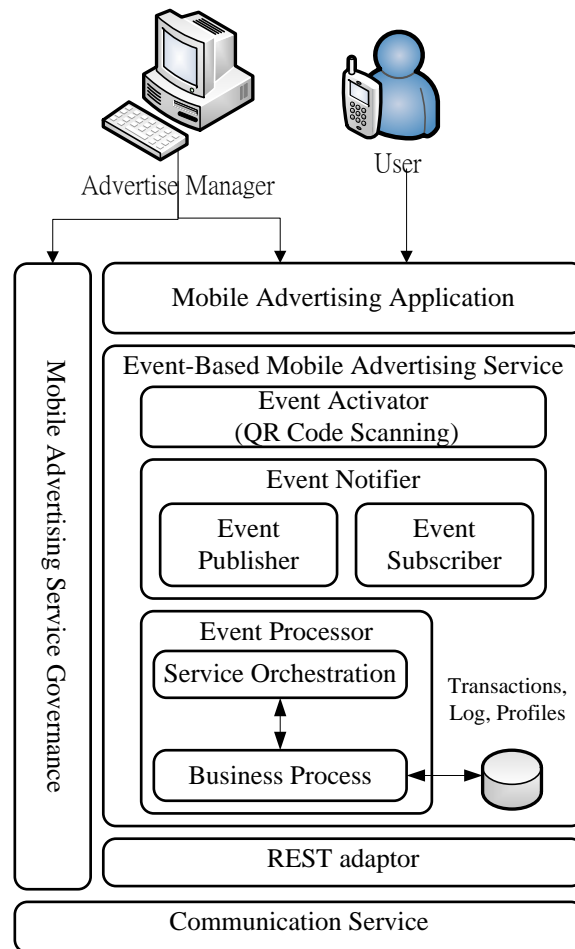 Advertise Manager
User
Mobile Advertising Service Governance
Mobile Advertising Application
Event-Based Mobile Advertising Service
Event Activator
(QR Code Scanning)
Event Notifier
Event
Publisher
Event
Subscriber
Event Processor
Service Orchestration
Business Process
Transactions,
Log, Profiles
REST adaptor
Communication Service